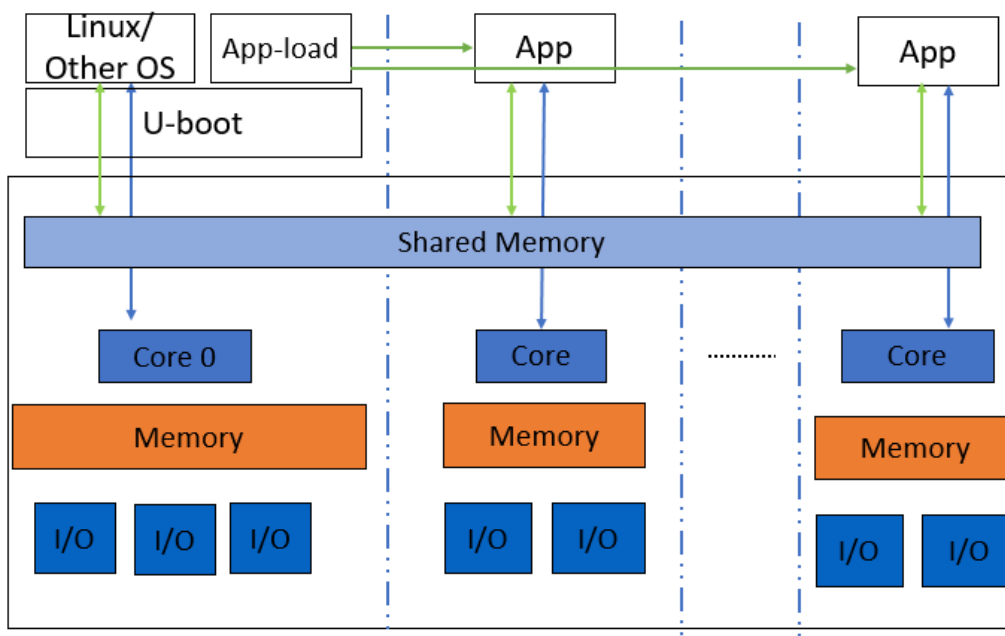 Linux/
Other OS
App-load
App
App
U-boot
Shared Memory
Core 0
Core
Core
Memory
Memory
Memory
I/O
I/O
I/O
I/O
I/O
I/O
I/O